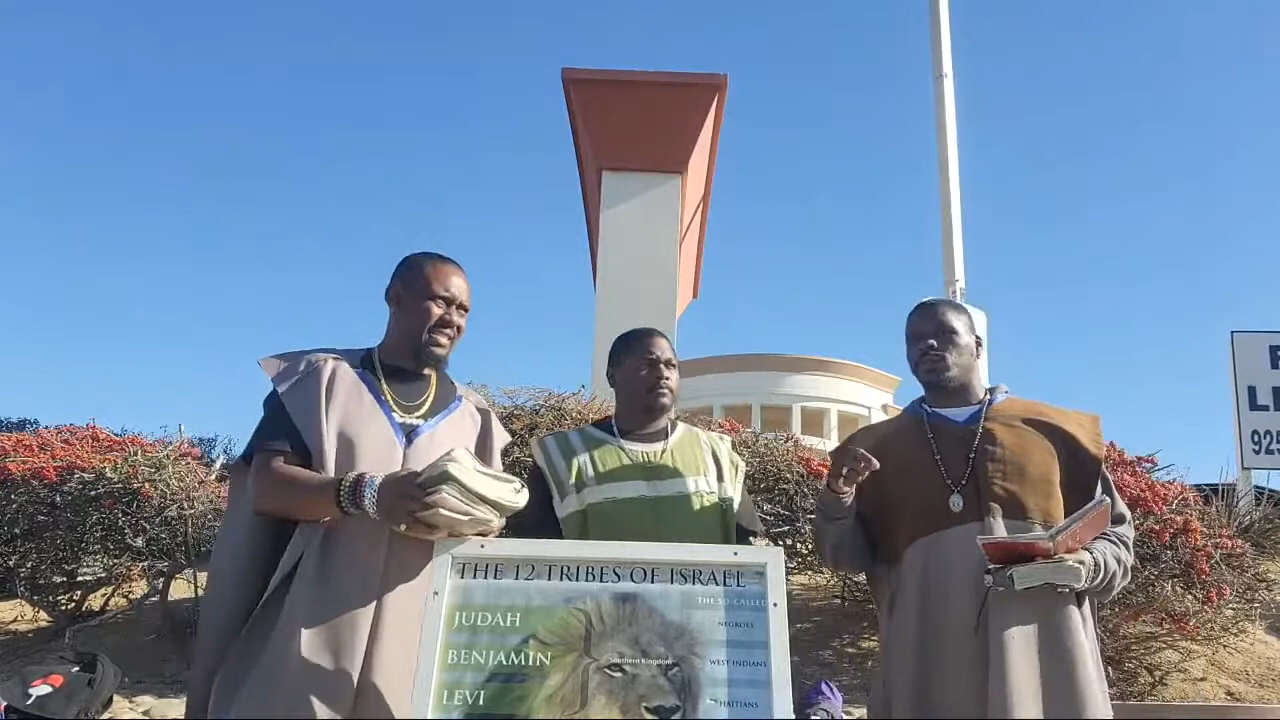 THE 12 TRIBES OF ISRAEL
THE SO-CALLED
JUDAH
NEGROES
BENJAMIN
Southern Kingdom
WEST INDIANS
LEVI
HAITIANS
925